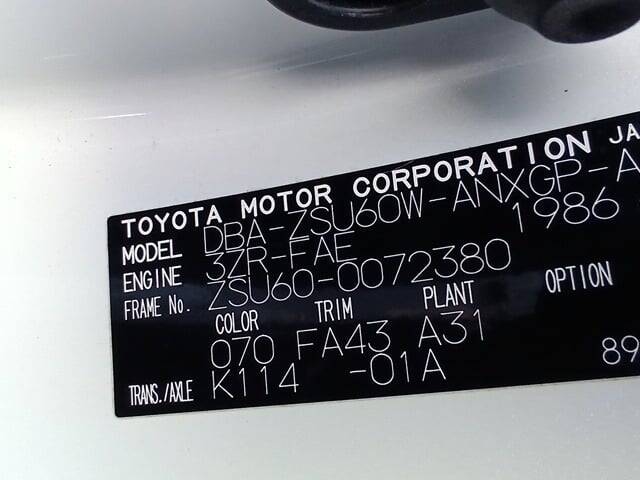 TOYOTA MOTOR CORPORATION JA
MODEL DBA-ZSU60W-ANXGP-A
ENGINE 3ZR-FAE 1986
FRAME No. ZSU60-0072380
COLOR TRIM PLANT OPTION
070 FA43 A31
TRANS./AXLE K114 -01A 89